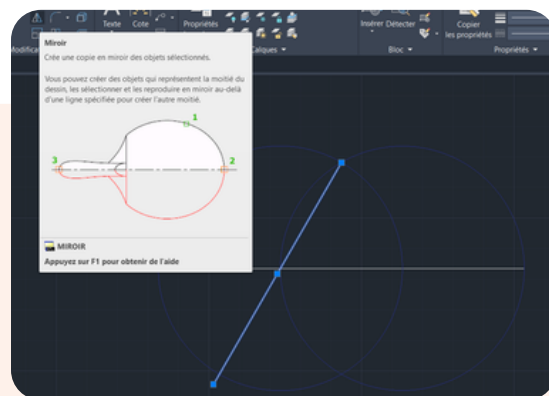 Texte Cote Propriétés Insérer Détecter Copier
les propriétés
Calques Bloc Propriétés
Miroir
Crée une copie en miroir des objets sélectionnés.
Vous pouvez créer des objets qui représentent la moitié du
dessin, les sélectionner et les reproduire en miroir au-delà
d'une ligne spécifiée pour créer l'autre moitié.
1
3
2
MIROIR
Appuyez sur F1 pour obtenir de l'aide